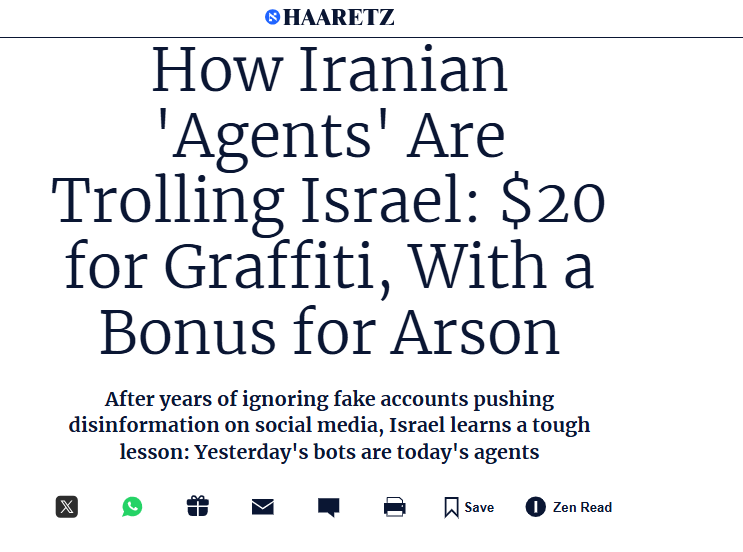 HAARETZ
How Iranian
'Agents' Are
Trolling Israel: $20
for Graffiti, With a
Bonus for Arson
After years of ignoring fake accounts pushing
disinformation on social media, Israel learns a tough
lesson: Yesterday's bots are today's agents
Save
Zen Read